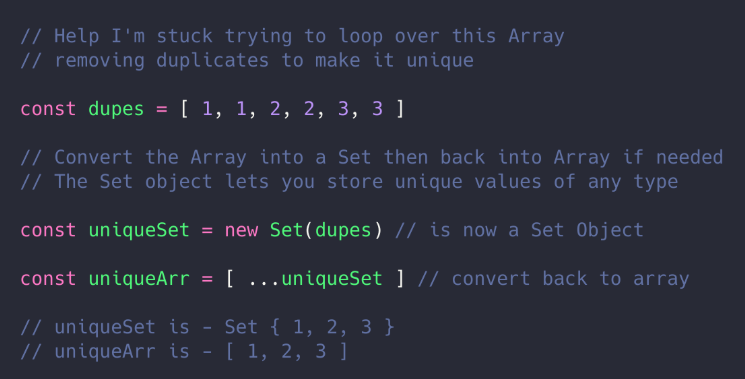 // Help I'm stuck trying to loop over this Array
// removing duplicates to make it unique
const dupes = [ 1, 1, 2, 2, 3, 3 ]
// Convert the Array into a Set then back into Array if needed
// The Set object lets you store unique values of any type
const uniqueSet = new Set(dupes) // is now a Set Object
const uniqueArr = [ ...uniqueSet ] // convert back to array
// uniqueSet is - Set { 1, 2, 3 }
// uniqueArr is - [ 1, 2, 3 ]